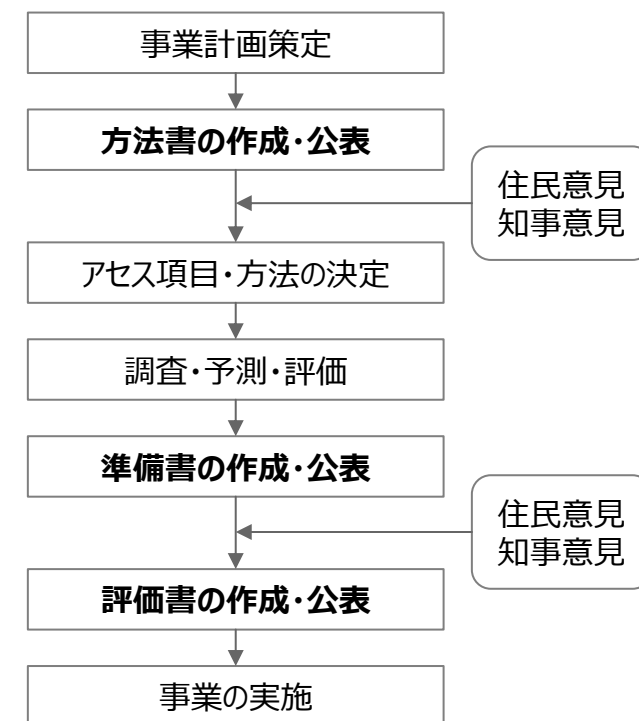 事業計画策定
方法書の作成・公表
住民意見
知事意見
アセス項目・方法の決定
調査・予測・評価
準備書の作成・公表
住民意見
知事意見
評価書の作成・公表
事業の実施